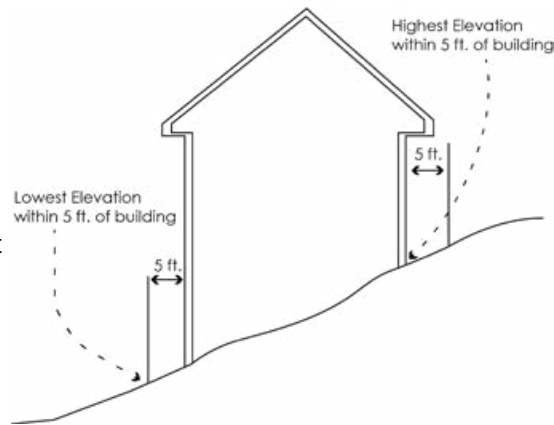 Highest Elevation
within 5 ft. of building
5 ft.
Lowest Elevation
within 5 ft. of building
5 ft.